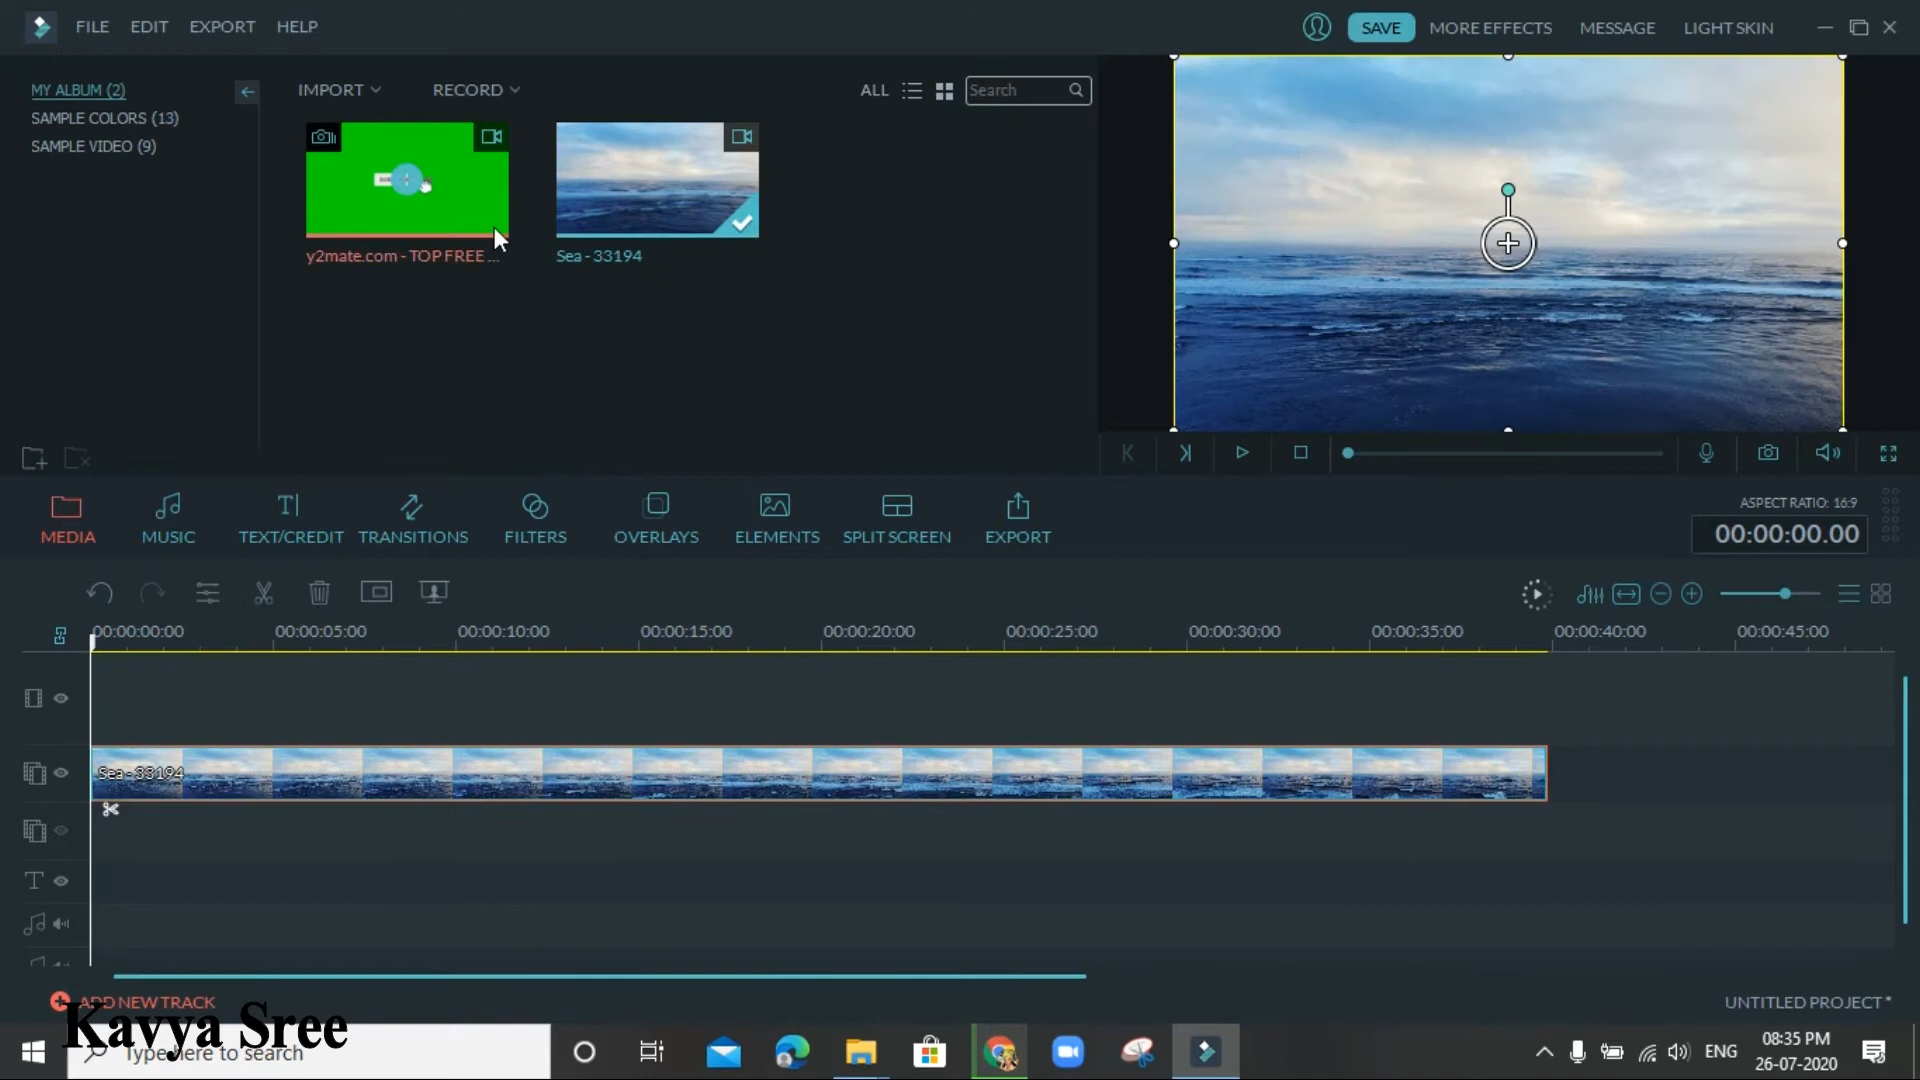 FILE EDIT EXPORT HELP
SAVE MORE EFFECTS MESSAGE LIGHT SKIN
MY ALBUM (2)
SAMPLE COLORS (13)
SAMPLE VIDEO (9)
IMPORT RECORD ALL Search
y2mate.com - TOP FREE ...
Sea - 33194
MEDIA MUSIC TEXT/CREDIT TRANSITIONS FILTERS OVERLAYS ELEMENTS SPLIT SCREEN EXPORT
ASPECT RATIO: 16:9
00:00:00.00
00:00:00:00 00:00:05:00 00:00:10:00 00:00:15:00 00:00:20:00 00:00:25:00 00:00:30:00 00:00:35:00 00:00:40:00 00:00:45:00
Sea - 33194
ADD NEW TRACK
UNTITLED PROJECT *
Kavya Sree
Type here to search
ENG
08:35 PM
26-07-2020